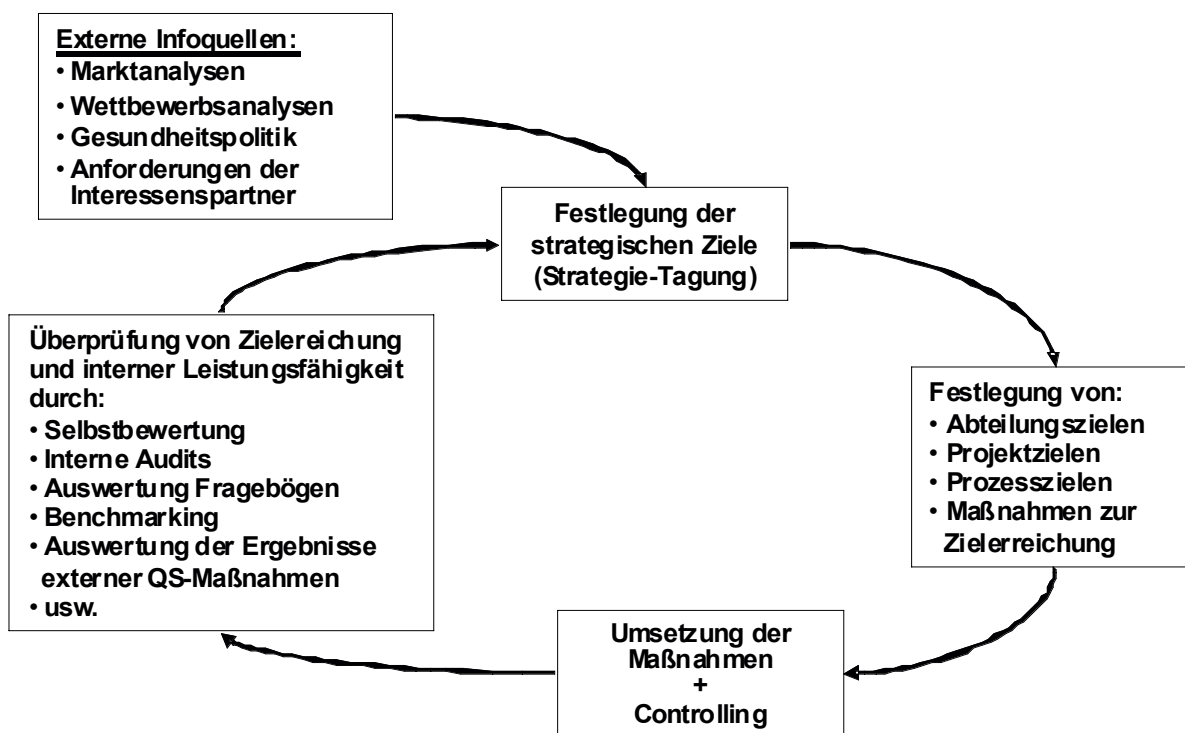 Externe Infoquellen:
• Marktanalysen
• Wettbewerbsanalysen
• Gesundheitspolitik
• Anforderungen der
Interessenspartner
Festlegung der
strategischen Ziele
(Strategie-Tagung)
Festlegung von:
• Abteilungszielen
• Projektzielen
• Prozesszielen
• Maßnahmen zur
Zielerreichung
Umsetzung der
Maßnahmen
+
Controlling
Überprüfung von Zielereichung
und interner Leistungsfähigkeit
durch:
• Selbstbewertung
• Interne Audits
• Auswertung Fragebögen
• Benchmarking
• Auswertung der Ergebnisse
externer QS-Maßnahmen
• usw.